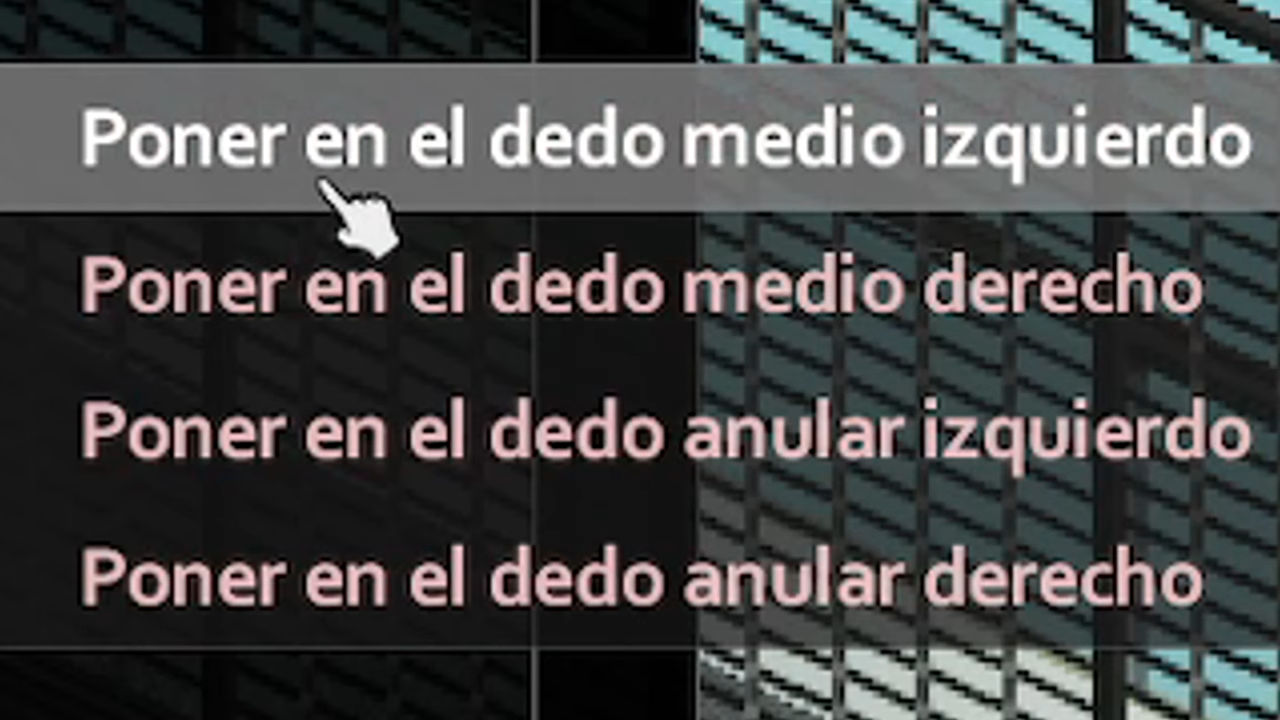 Poner en el dedo medio izquierdo
Poner en el dedo medio derecho
Poner en el dedo anular izquierdo
Poner en el dedo anular derecho